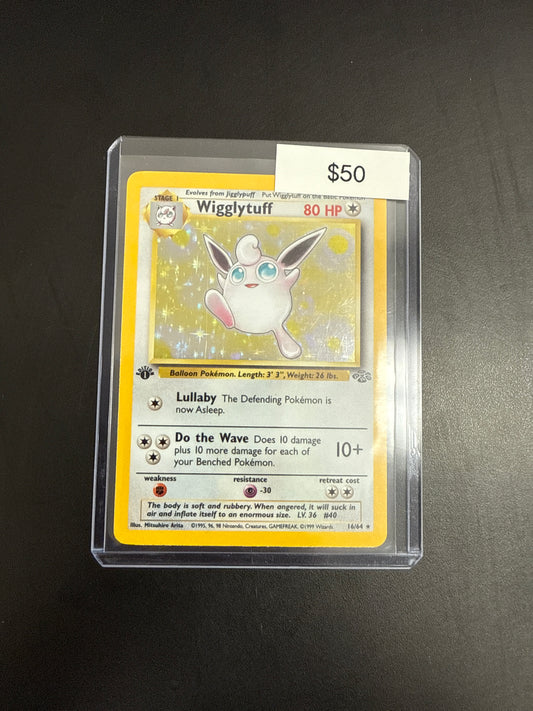 $50
Evolves from Jigglypuff Put Wigglytuff on the Basic Pokémon
STAGE 1
Wigglytuff 80 HP
EDITION
1
Balloon Pokémon. Length: 3' 3", Weight: 26 lbs.
Lullaby The Defending Pokémon is
now Asleep.
Do the Wave Does 10 damage
plus 10 more damage for each of
your Benched Pokémon.
10+
weakness resistance retreat cost
-30
The body is soft and rubbery. When angered, it will suck in
air and inflate itself to an enormous size. LV. 36 #40
Illus. Mitsuhiro Arita ©1995, 96, 98 Nintendo, Creatures, GAMEFREAK. ©1999 Wizards. 16/64 ★